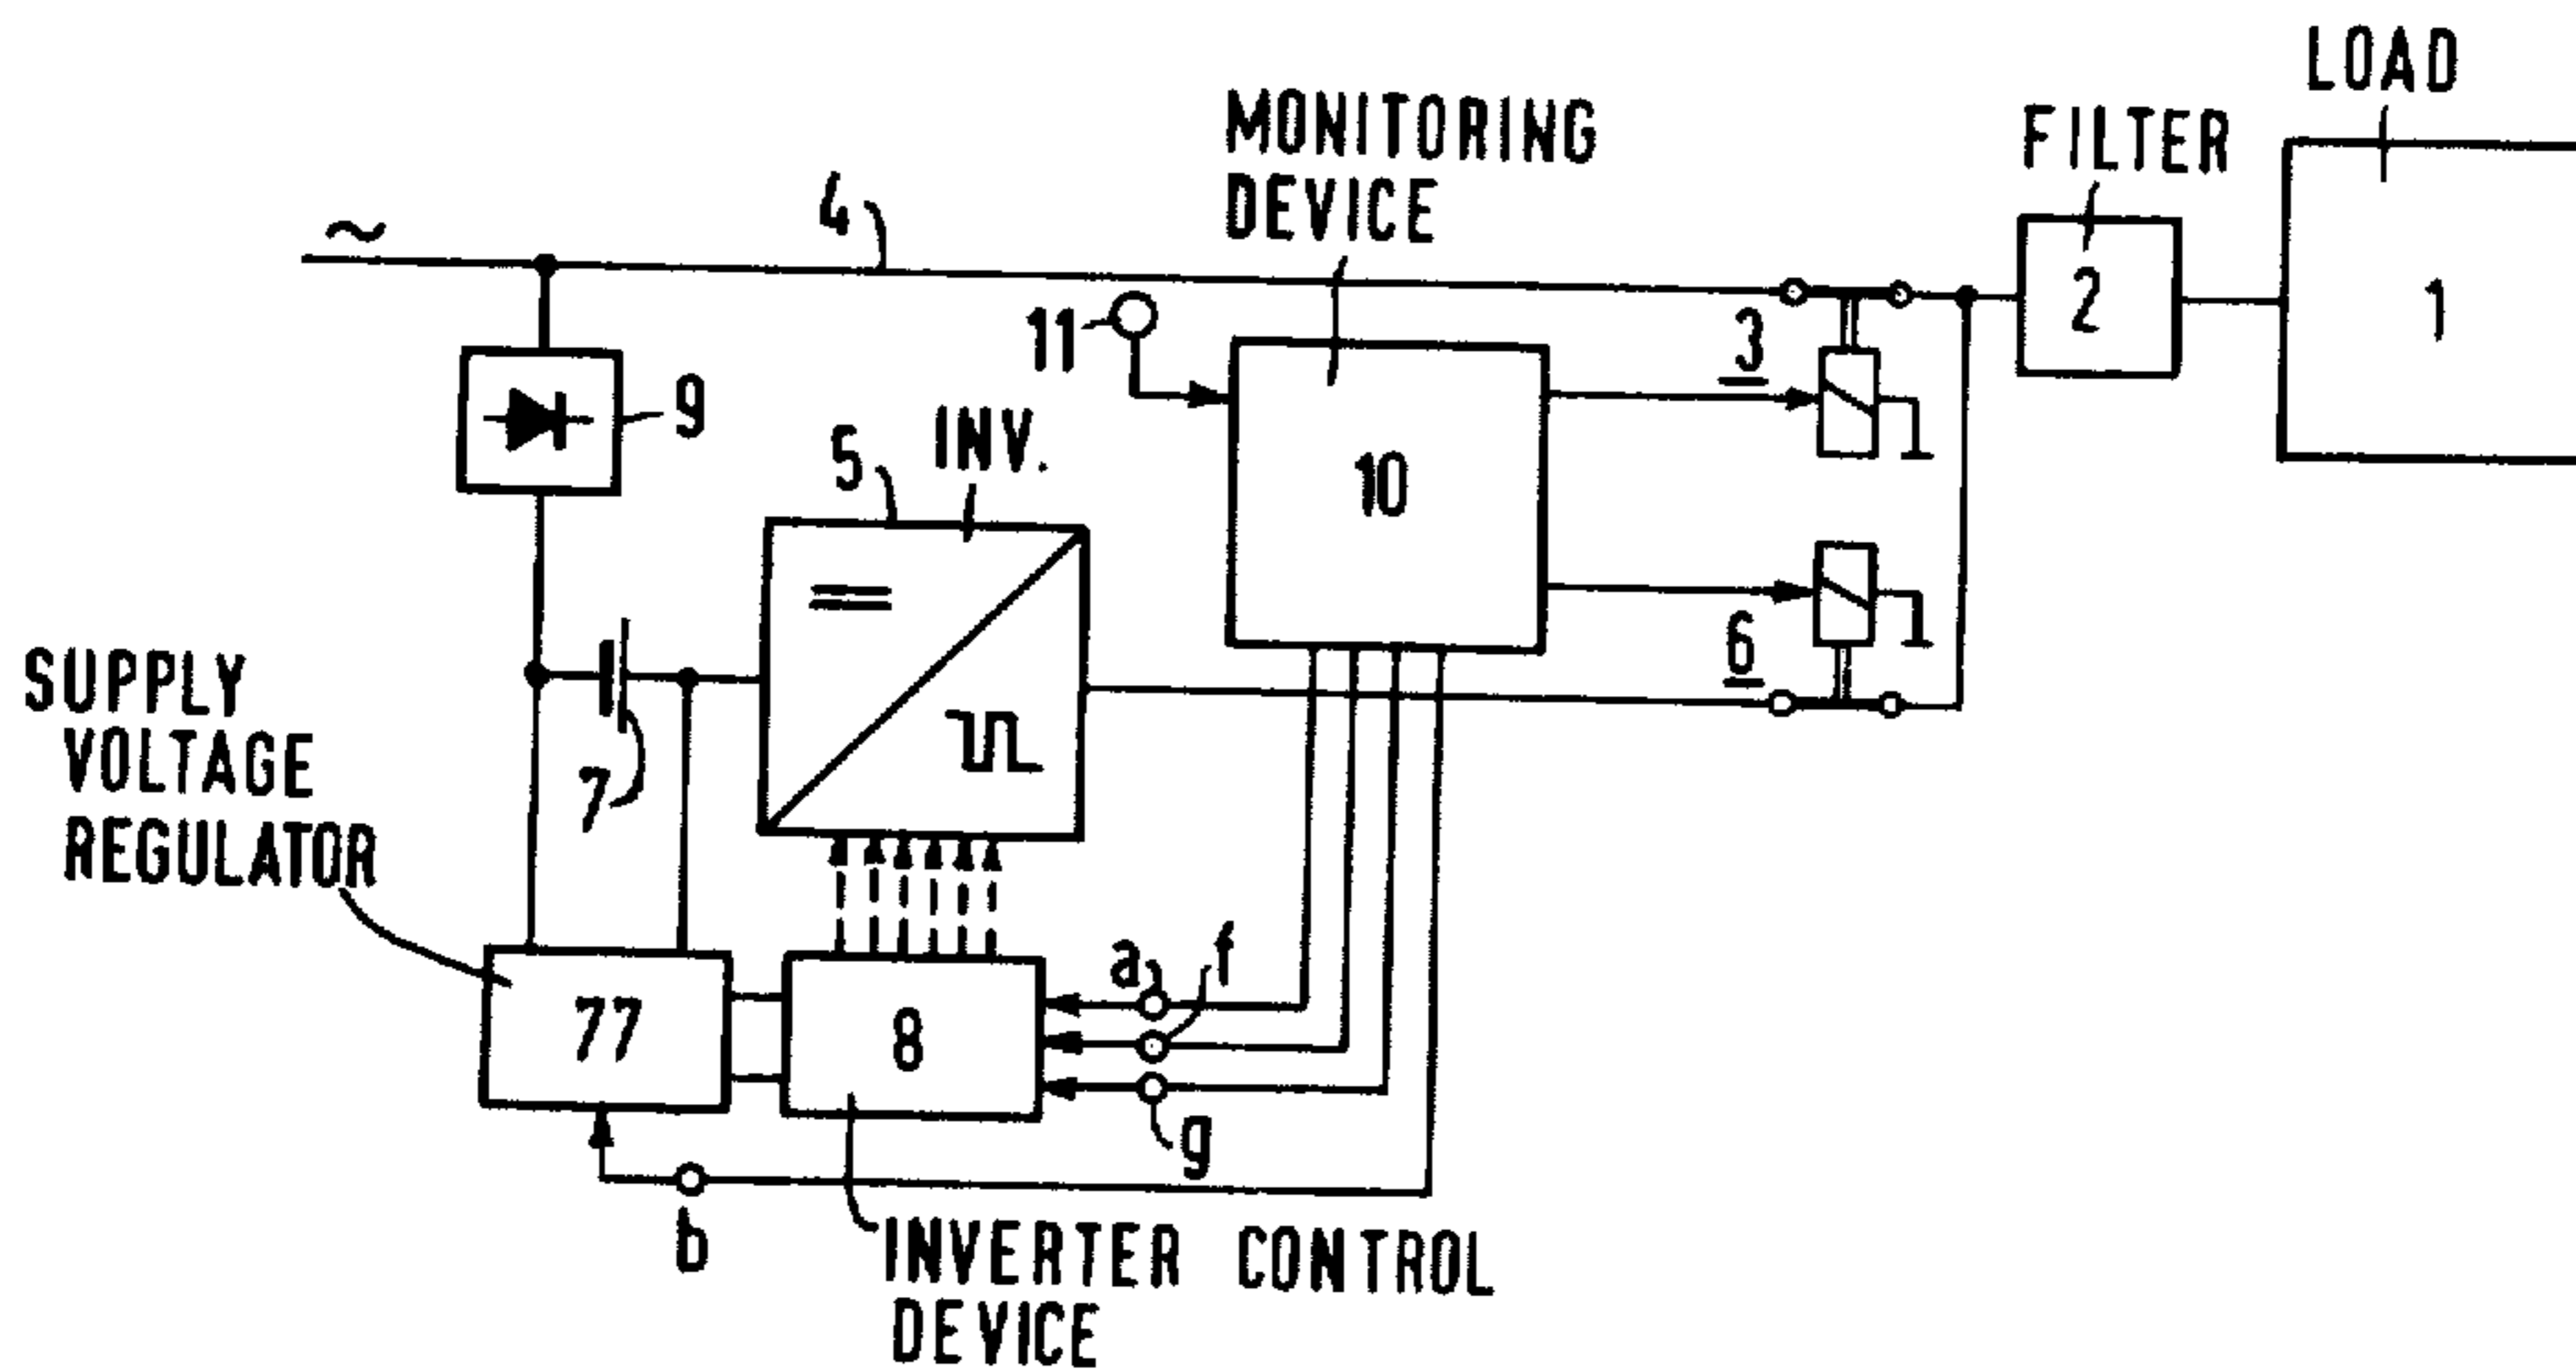 LOAD
MONITORING
DEVICE
FILTER
~
4
11
3
2
1
9
5
INV.
10
6
SUPPLY
VOLTAGE
REGULATOR
7
a
f
77
8
g
b
INVERTER CONTROL
DEVICE